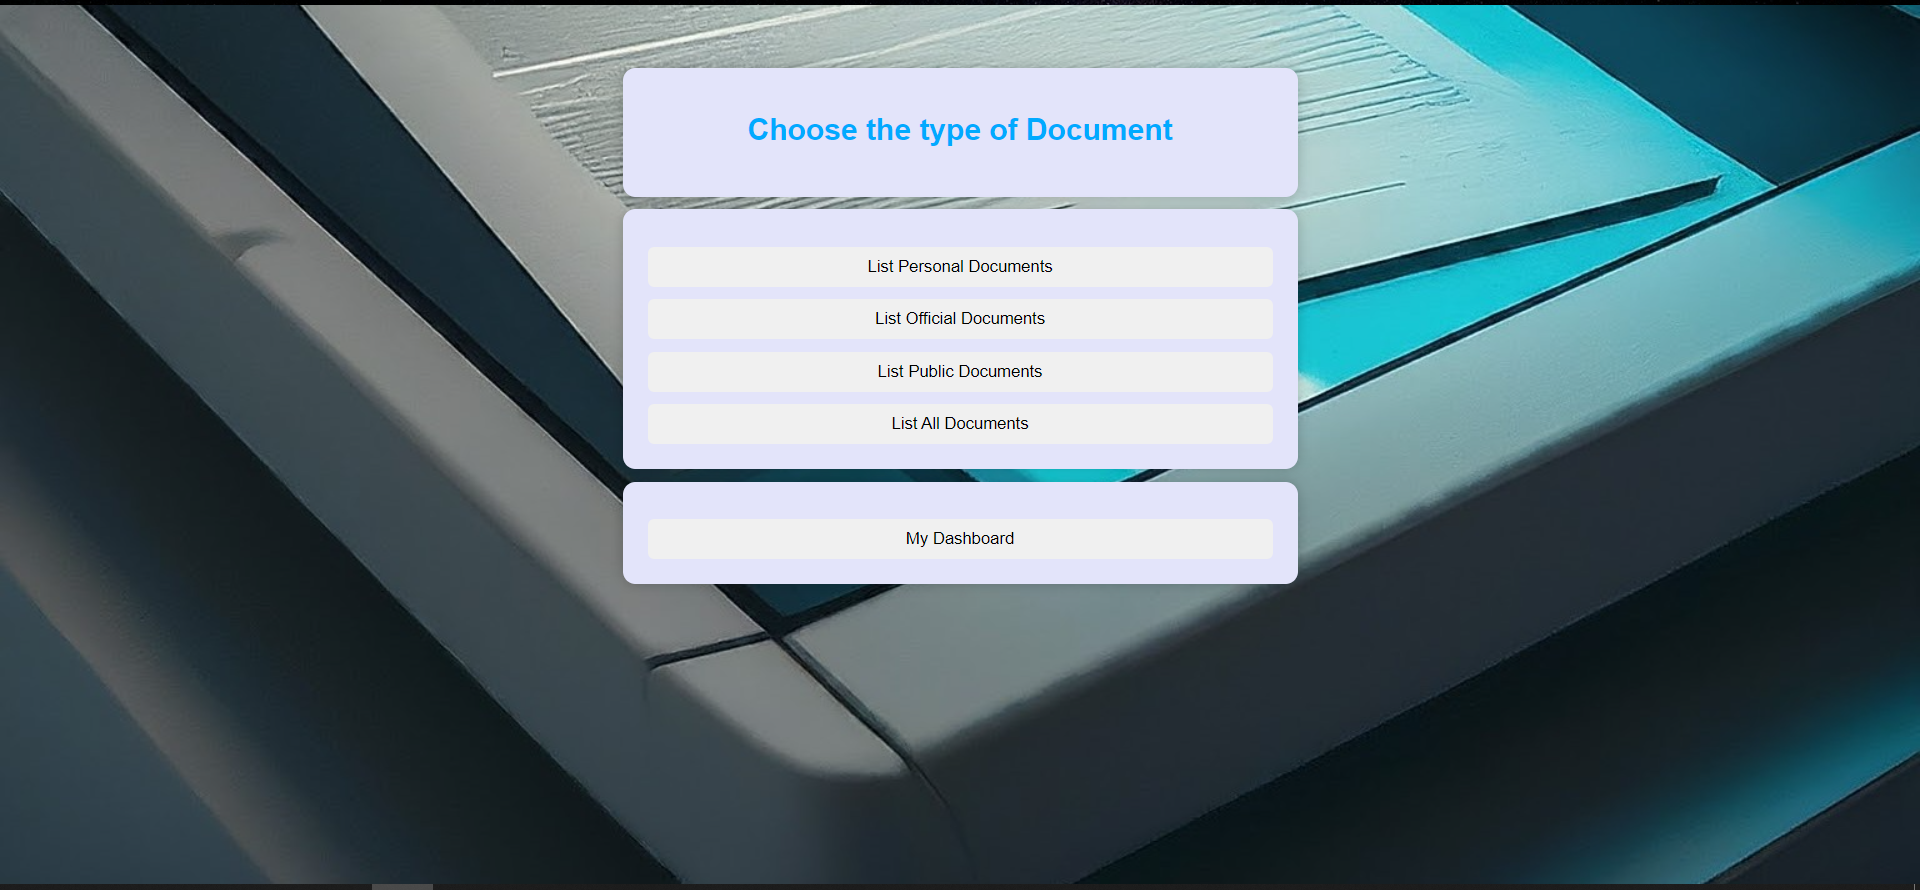 Choose the type of Document
List Personal Documents
List Official Documents
List Public Documents
List All Documents
My Dashboard